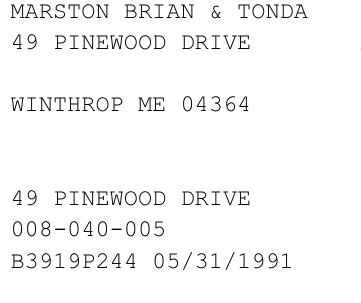 MARSTON BRIAN & TONDA
49 PINEWOOD DRIVE
WINTHROP ME 04364
49 PINEWOOD DRIVE
008-040-005
B3919P244 05/31/1991